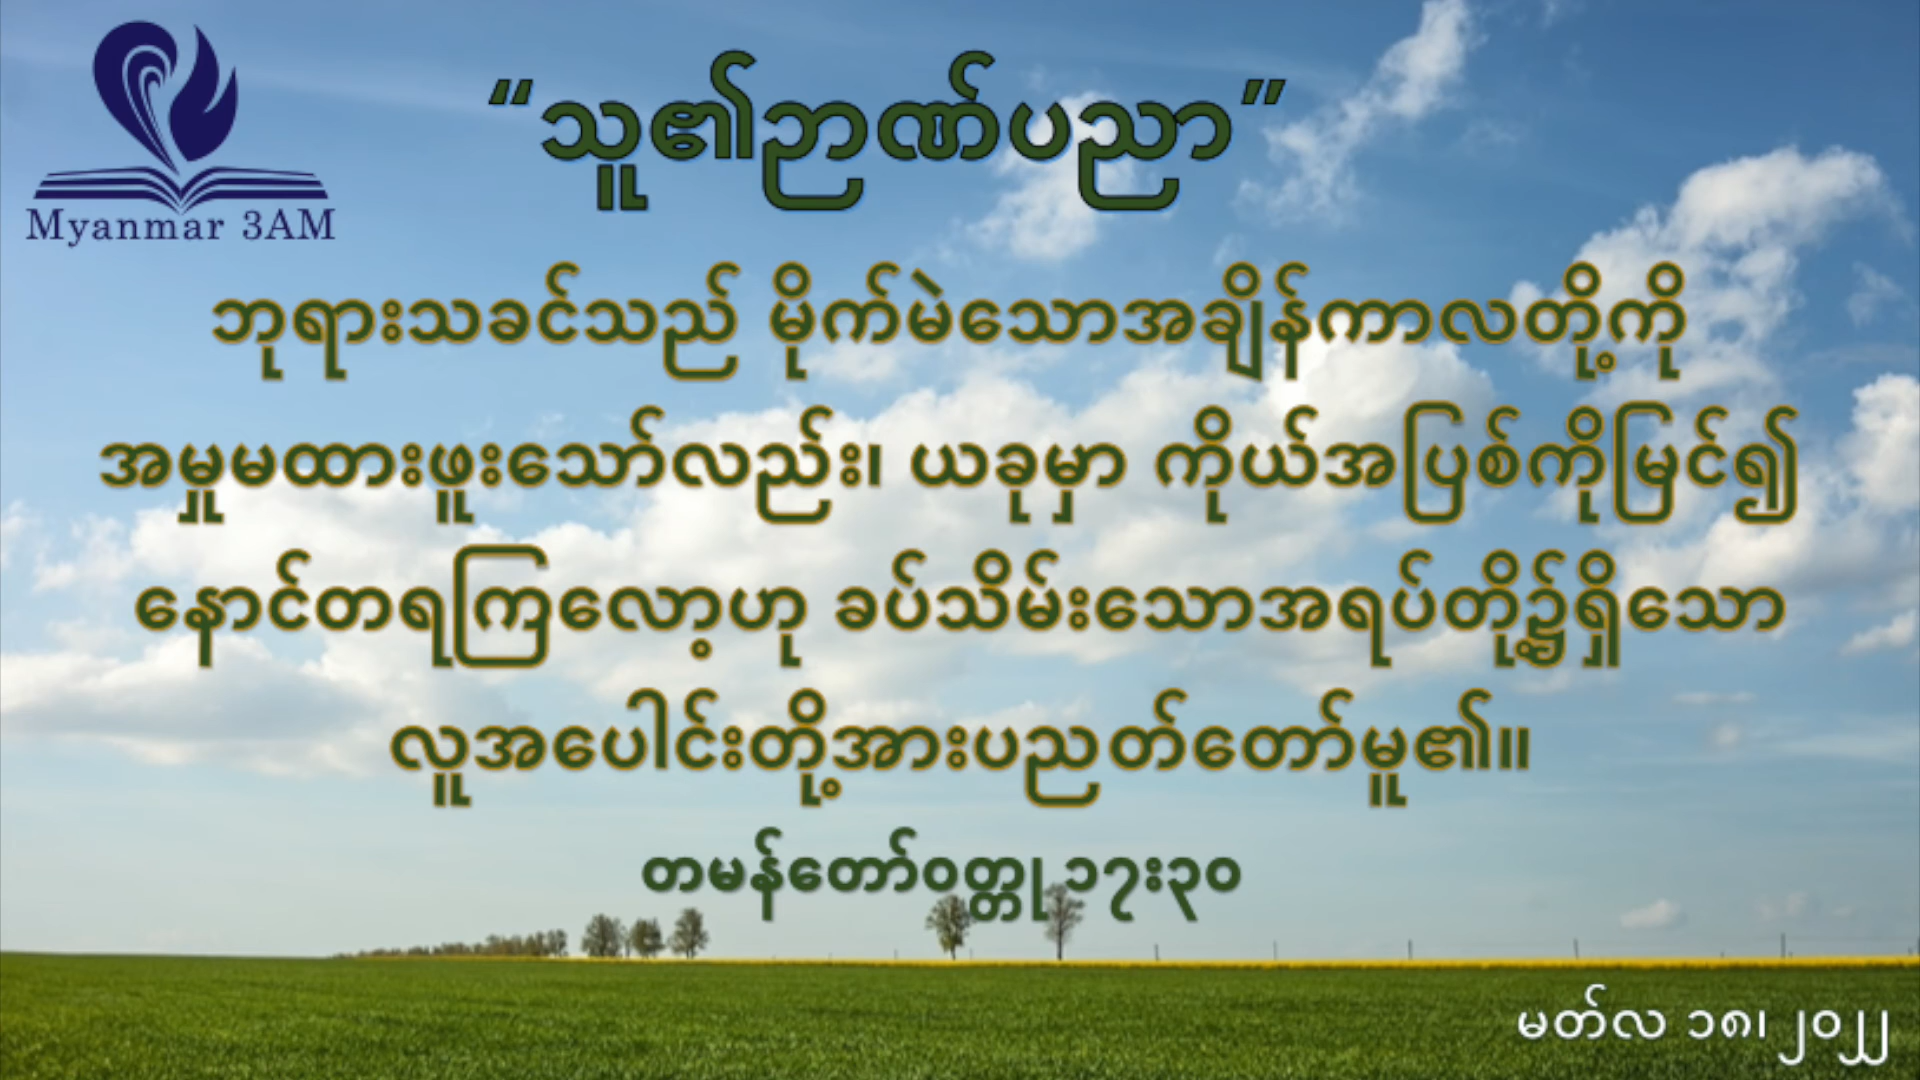 “သူ၏ဉာဏ်ပညာ”
Myanmar 3AM
ဘုရားသခင်သည် မိုက်မဲသောအချိန်ကာလတို့ကို
အမှုမထားဖူးသော်လည်း၊ ယခုမှာ ကိုယ်အပြစ်ကိုမြင်၍
နောင်တရကြလော့ဟု ခပ်သိမ်းသောအရပ်တို့၌ရှိသော
လူအပေါင်းတို့အားပညတ်တော်မူ၏။
တမန်တော်ဝတ္တု ၁၇း၃၀
မတ်လ ၁၈၊ ၂၀၂၂